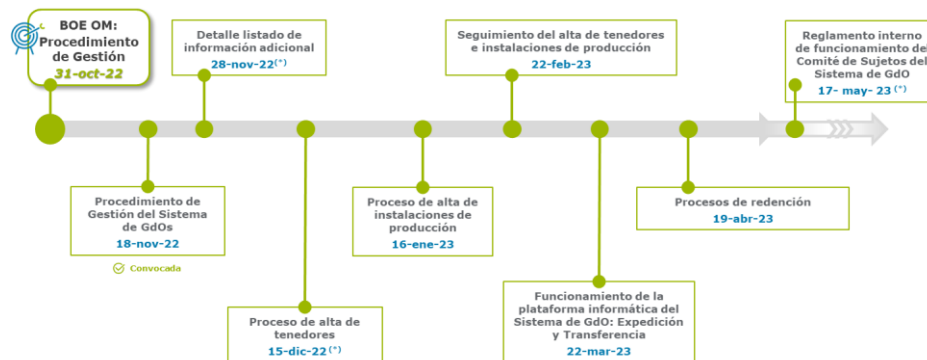 BOE OM:
Procedimiento
de Gestión
31-oct-22
Detalle listado de
información adicional
28-nov-22(*)
Seguimiento del alta de tenedores
e instalaciones de producción
22-feb-23
Reglamento interno
de funcionamiento del
Comité de Sujetos del
Sistema de GdO
17- may- 23 (*)
Procedimiento de
Gestión del Sistema
de GdOs
18-nov-22
Convocada
Proceso de alta de
instalaciones de
producción
16-ene-23
Procesos de redención
19-abr-23
Proceso de alta de
tenedores
15-dic-22(*)
Funcionamiento de la
plataforma informática del
Sistema de GdO: Expedición
y Transferencia
22-mar-23